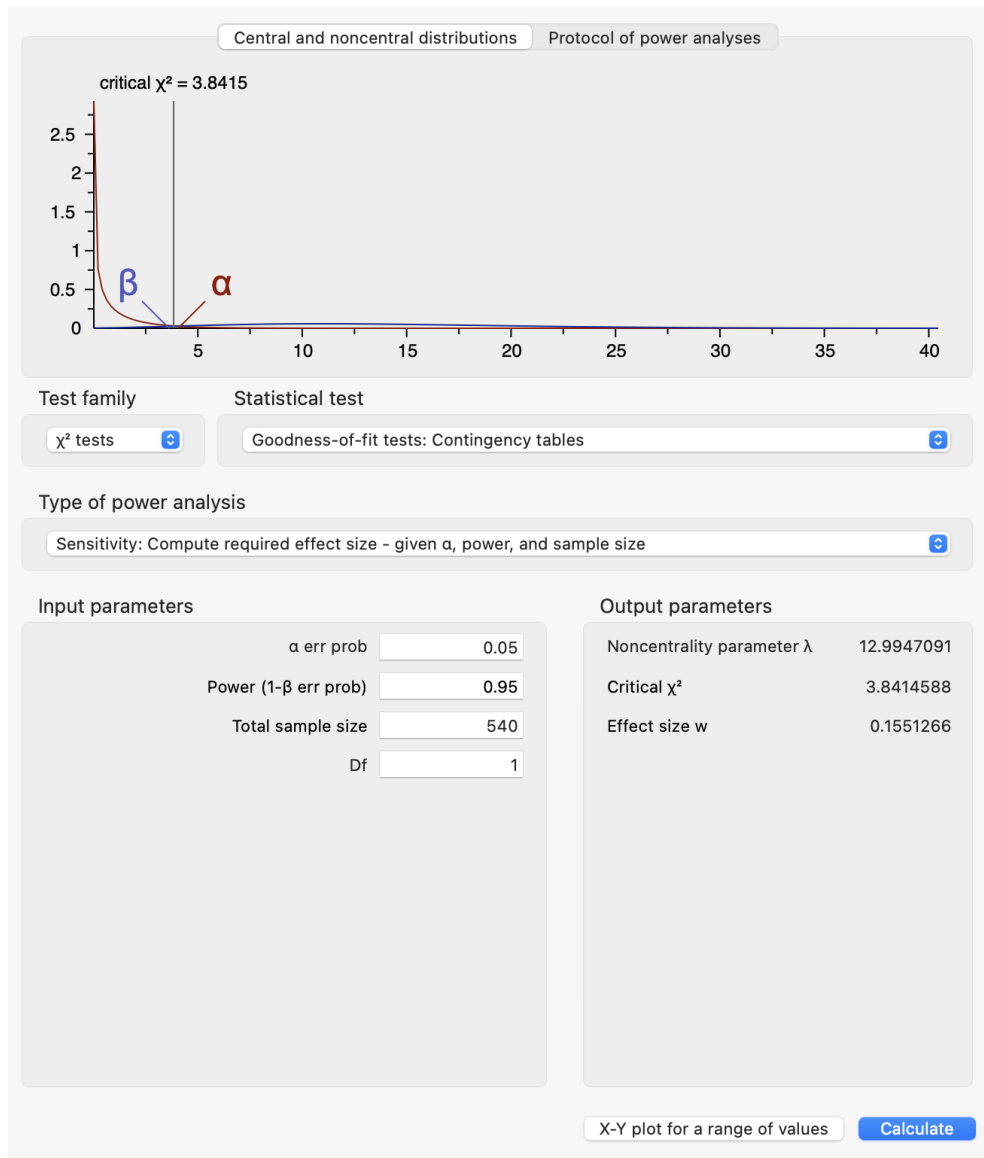 Central and noncentral distributions Protocol of power analyses
critical χ² = 3.8415
2.5
2
1.5
1
0.5
0
β α
5 10 15 20 25 30 35 40
Test family Statistical test
χ² tests Goodness-of-fit tests: Contingency tables
Type of power analysis
Sensitivity: Compute required effect size - given α, power, and sample size
Input parameters Output parameters
α err prob 0.05 Noncentrality parameter λ 12.9947091
Power (1-β err prob) 0.95 Critical χ² 3.8414588
Total sample size 540 Effect size w 0.1551266
Df 1
X-Y plot for a range of values Calculate